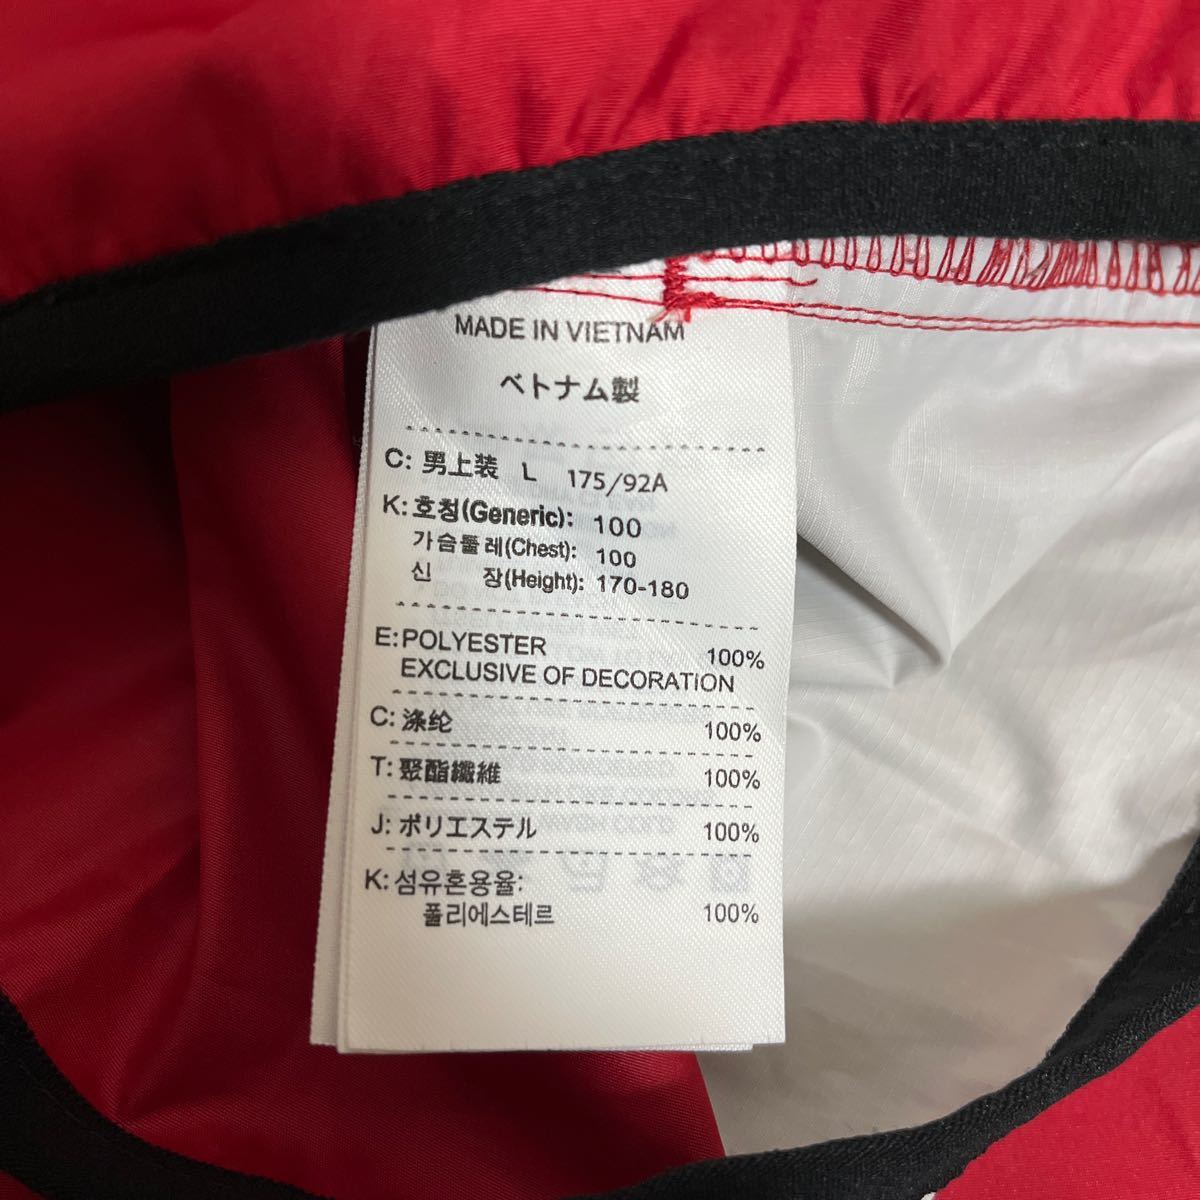 MADE IN VIETNAM
ベトナム製
C: 男上装 L 175/92A
K: 호칭(Generic): 100
가슴둘레(Chest): 100
신 장(Height): 170-180
E: POLYESTER 100%
EXCLUSIVE OF DECORATION
C: 涤纶 100%
T: 聚酯纖維 100%
J: ポリエステル 100%
K: 섬유혼용율:
폴리에스테르 100%